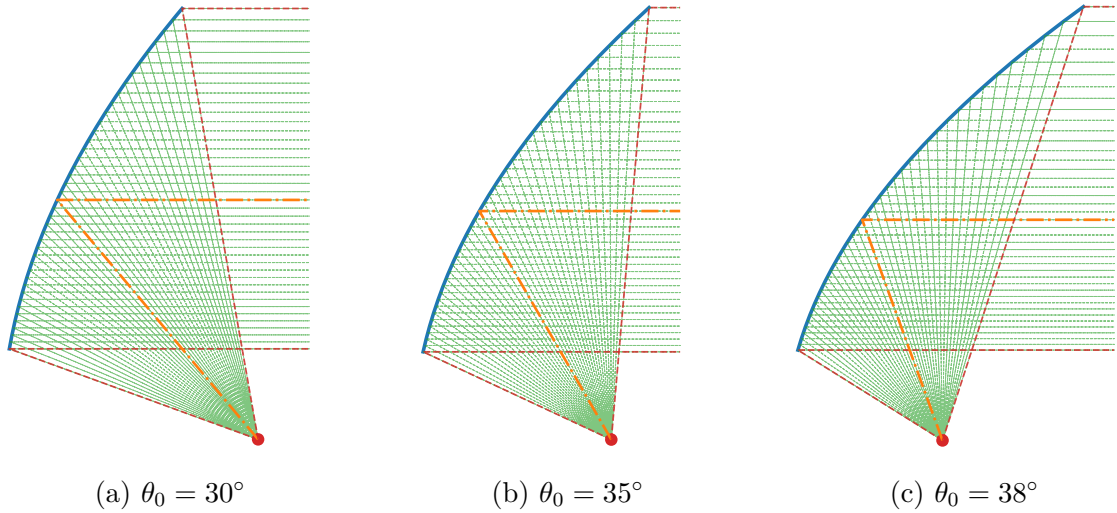 (a) θ₀ = 30°
(b) θ₀ = 35°
(c) θ₀ = 38°